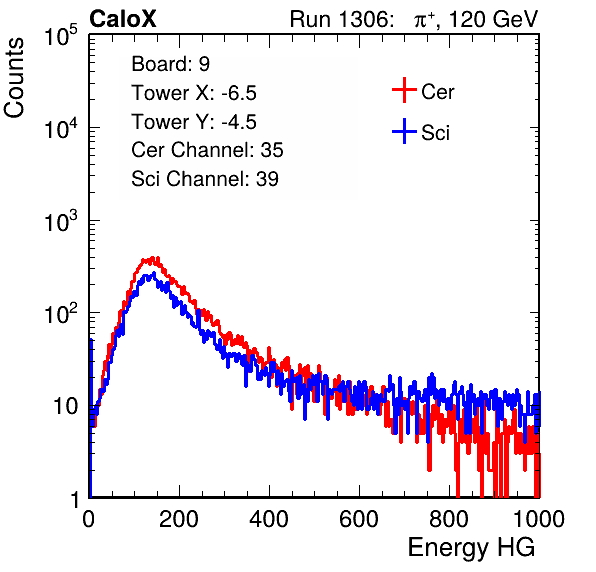 CaloX Run 1306: π⁺, 120 GeV
Counts
10⁵
10⁴
10³
10²
10
1
Board: 9
Tower X: -6.5
Tower Y: -4.5
Cer Channel: 35
Sci Channel: 39
Cer
Sci
0 200 400 600 800 1000
Energy HG